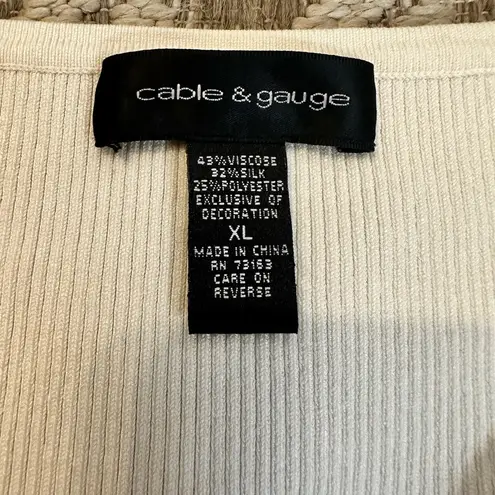 cable & gauge
43%VISCOSE
32%SILK
25%POLYESTER
EXCLUSIVE OF
DECORATION
XL
MADE IN CHINA
RN 73163
CARE ON
REVERSE